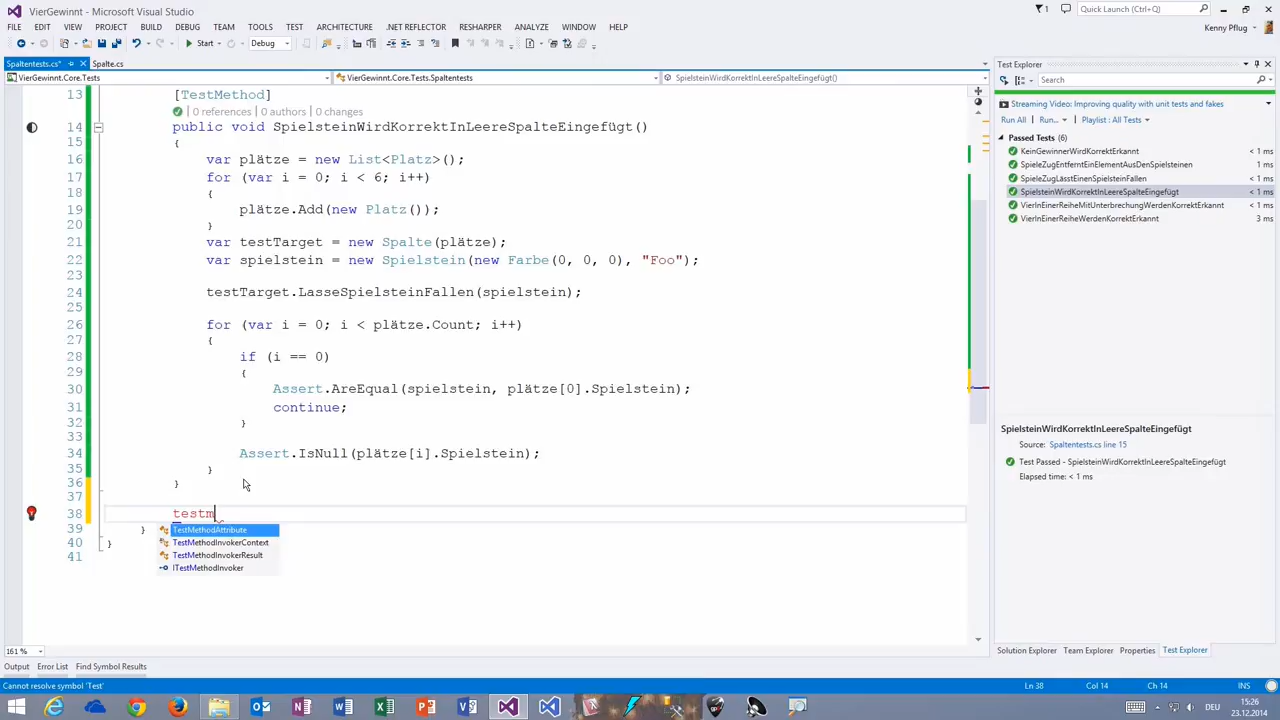 VierGewinnt - Microsoft Visual Studio
Quick Launch (Ctrl+Q)
FILE EDIT VIEW PROJECT BUILD DEBUG TEAM TOOLS TEST ARCHITECTURE .NET REFLECTOR RESHARPER ANALYZE WINDOW HELP
Kenny Pflug
Start Debug
Spaltentests.cs* Spalte.cs
VierGewinnt.Core.Tests VierGewinnt.Core.Tests.Spaltentests SpielsteinWirdKorrektInLeereSpalteEingefügt()
13 [TestMethod]
0 references | 0 authors | 0 changes
14 public void SpielsteinWirdKorrektInLeereSpalteEingefügt()
15 {
16 var plätze = new List<Platz>();
17 for (var i = 0; i < 6; i++)
18 {
19 plätze.Add(new Platz());
20 }
21 var testTarget = new Spalte(plätze);
22 var spielstein = new Spielstein(new Farbe(0, 0, 0), "Foo");
23
24 testTarget.LasseSpielsteinFallen(spielstein);
25
26 for (var i = 0; i < plätze.Count; i++)
27 {
28 if (i == 0)
29 {
30 Assert.AreEqual(spielstein, plätze[0].Spielstein);
31 continue;
32 }
33
34 Assert.IsNull(plätze[i].Spielstein);
35 }
36 }
37
38 testm
39 }
40 }
41
TestMethodAttribute
TestMethodInvokerContext
TestMethodInvokerResult
ITestMethodInvoker
161 %
Output Error List Find Symbol Results
Cannot resolve symbol 'Test' Ln 38 Col 14 Ch 14 INS
Test Explorer
Search
Streaming Video: Improving quality with unit tests and fakes
Run All Run... Playlist : All Tests
Passed Tests (6)
KeinGewinnerWirdKorrektErkannt < 1 ms
SpieleZugEntferntEinElementAusDenSpielsteinen 1 ms
SpieleZugLässtEinenSpielsteinFallen < 1 ms
SpielsteinWirdKorrektInLeereSpalteEingefügt < 1 ms
VierInEinerReiheMitUnterbrechungWerdenKorrektErkannt < 1 ms
VierInEinerReiheWerdenKorrektErkannt 3 ms
SpielsteinWirdKorrektInLeereSpalteEingefügt
Source: Spaltentests.cs line 15
Test Passed - SpielsteinWirdKorrektInLeereSpalteEingefügt
Elapsed time: < 1 ms
Solution Explorer Team Explorer Properties Test Explorer
DEU
15:26
23.12.2014